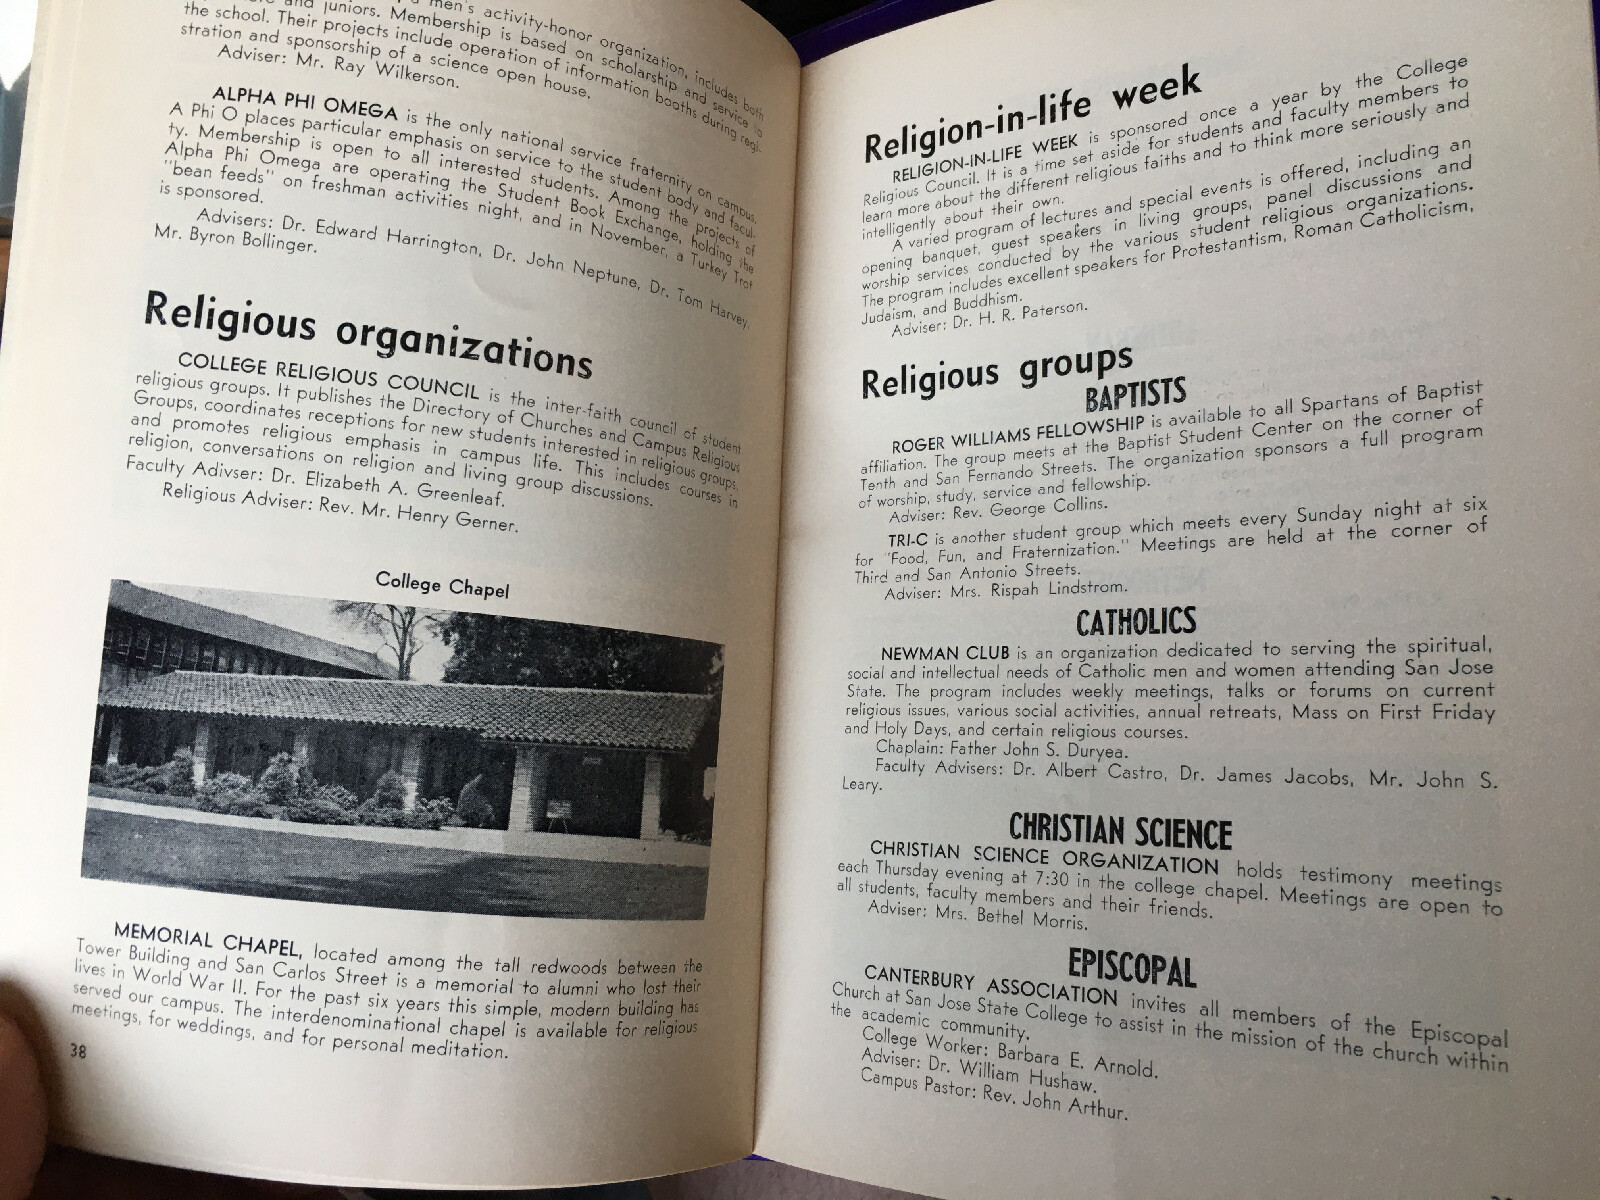 men's activity-honor organization, includes both
and juniors. Membership is based on scholarship and service to
the school. Their projects include operation of information booths during regi-
stration and sponsorship of a science open house.
Adviser: Mr. Ray Wilkerson.
ALPHA PHI OMEGA is the only national service fraternity on campus.
A Phi O places particular emphasis on service to the student body and facul-
ty. Membership is open to all interested students. Among the projects of
Alpha Phi Omega are operating the Student Book Exchange, holding the
"bean feeds" on freshman activities night, and in November, a Turkey Trot
is sponsored.
Advisers: Dr. Edward Harrington, Dr. John Neptune, Dr. Tom Harvey,
Mr. Byron Bollinger.
Religious organizations
COLLEGE RELIGIOUS COUNCIL is the inter-faith council of student
religious groups. It publishes the Directory of Churches and Campus Religious
Groups, coordinates receptions for new students interested in religious groups,
and promotes religious emphasis in campus life. This includes courses in
religion, conversations on religion and living group discussions.
Faculty Adivser: Dr. Elizabeth A. Greenleaf.
Religious Adviser: Rev. Mr. Henry Gerner.
College Chapel
MEMORIAL CHAPEL, located among the tall redwoods between the
Tower Building and San Carlos Street is a memorial to alumni who lost their
lives in World War II. For the past six years this simple, modern building has
served our campus. The interdenominational chapel is available for religious
meetings, for weddings, and for personal meditation.
38
Religion-in-life week
RELIGION-IN-LIFE WEEK is sponsored once a year by the College
Religious Council. It is a time set aside for students and faculty members to
learn more about the different religious faiths and to think more seriously and
intelligently about their own.
A varied program of lectures and special events is offered, including an
opening banquet, guest speakers in living groups, panel discussions and
worship services conducted by the various student religious organizations.
The program includes excellent speakers for Protestantism, Roman Catholicism,
Judaism, and Buddhism.
Adviser: Dr. H. R. Paterson.
Religious groups
BAPTISTS
ROGER WILLIAMS FELLOWSHIP is available to all Spartans of Baptist
affiliation. The group meets at the Baptist Student Center on the corner of
Tenth and San Fernando Streets. The organization sponsors a full program
of worship, study, service and fellowship.
Adviser: Rev. George Collins.
TRI-C is another student group which meets every Sunday night at six
for "Food, Fun, and Fraternization." Meetings are held at the corner of
Third and San Antonio Streets.
Adviser: Mrs. Rispah Lindstrom.
CATHOLICS
NEWMAN CLUB is an organization dedicated to serving the spiritual,
social and intellectual needs of Catholic men and women attending San Jose
State. The program includes weekly meetings, talks or forums on current
religious issues, various social activities, annual retreats, Mass on First Friday
and Holy Days, and certain religious courses.
Chaplain: Father John S. Duryea.
Faculty Advisers: Dr. Albert Castro, Dr. James Jacobs, Mr. John S.
Leary.
CHRISTIAN SCIENCE
CHRISTIAN SCIENCE ORGANIZATION holds testimony meetings
each Thursday evening at 7:30 in the college chapel. Meetings are open to
all students, faculty members and their friends.
Adviser: Mrs. Bethel Morris.
EPISCOPAL
CANTERBURY ASSOCIATION invites all members of the Episcopal
Church at San Jose State College to assist in the mission of the church within
the academic community.
College Worker: Barbara E. Arnold.
Adviser: Dr. William Hushaw.
Campus Pastor: Rev. John Arthur.